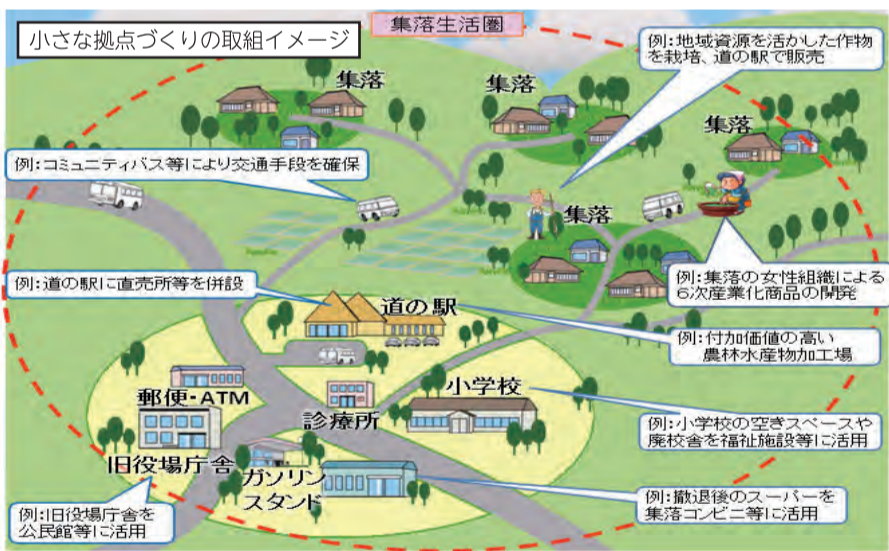 集落生活圏
小さな拠点づくりの取組イメージ
例：地域資源を活かした作物
を栽培、道の駅で販売
集落
集落
集落
例：コミュニティバス等により交通手段を確保
集落
例：集落の女性組織による
６次産業化商品の開発
例：道の駅に直売所等を併設
道の駅
例：付加価値の高い
農林水産物加工場
郵便・ATM
診療所
小学校
例：小学校の空きスペースや
廃校舎を福祉施設等に活用
旧役場庁舎
ガソリン
スタンド
例：撤退後のスーパーを
集落コンビニ等に活用
例：旧役場庁舎を
公民館等に活用